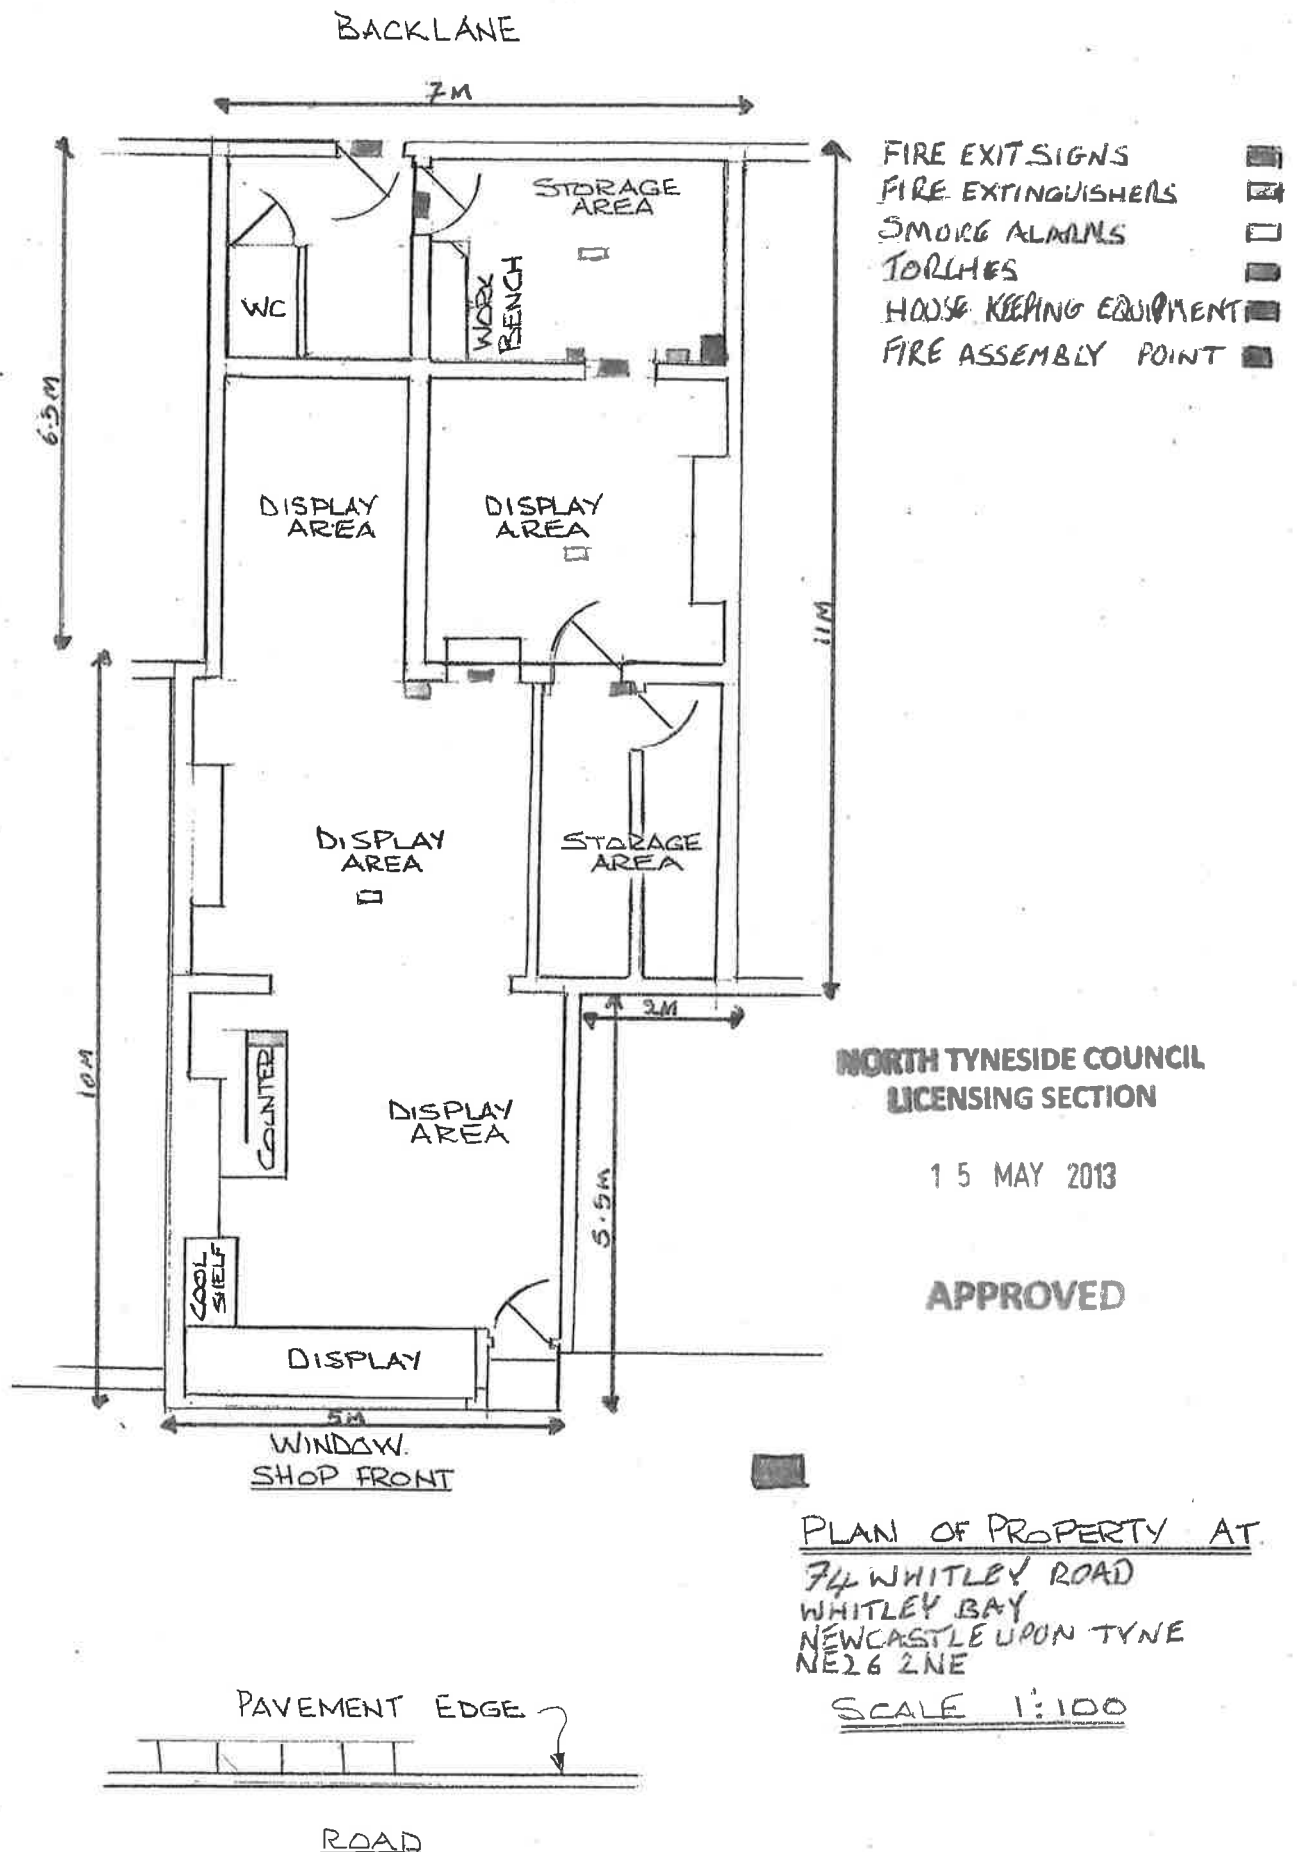 BACKLANE
7M
FIRE EXIT SIGNS
FIRE EXTINGUISHERS
SMOKE ALARMS
TORCHES
HOUSE KEEPING EQUIPMENT
FIRE ASSEMBLY POINT
STORAGE
AREA
WC
WORK
BENCH
6.5M
DISPLAY
AREA
DISPLAY
AREA
11M
DISPLAY
AREA
STORAGE
AREA
2M
10M
COUNTER
DISPLAY
AREA
NORTH TYNESIDE COUNCIL
LICENSING SECTION
15 MAY 2013
APPROVED
5.5M
COOL
SHELF
DISPLAY
5M
WINDOW.
SHOP FRONT
PLAN OF PROPERTY AT
74 WHITLEY ROAD
WHITLEY BAY
NEWCASTLE UPON TYNE
NE26 2NE
SCALE 1:100
PAVEMENT EDGE
ROAD